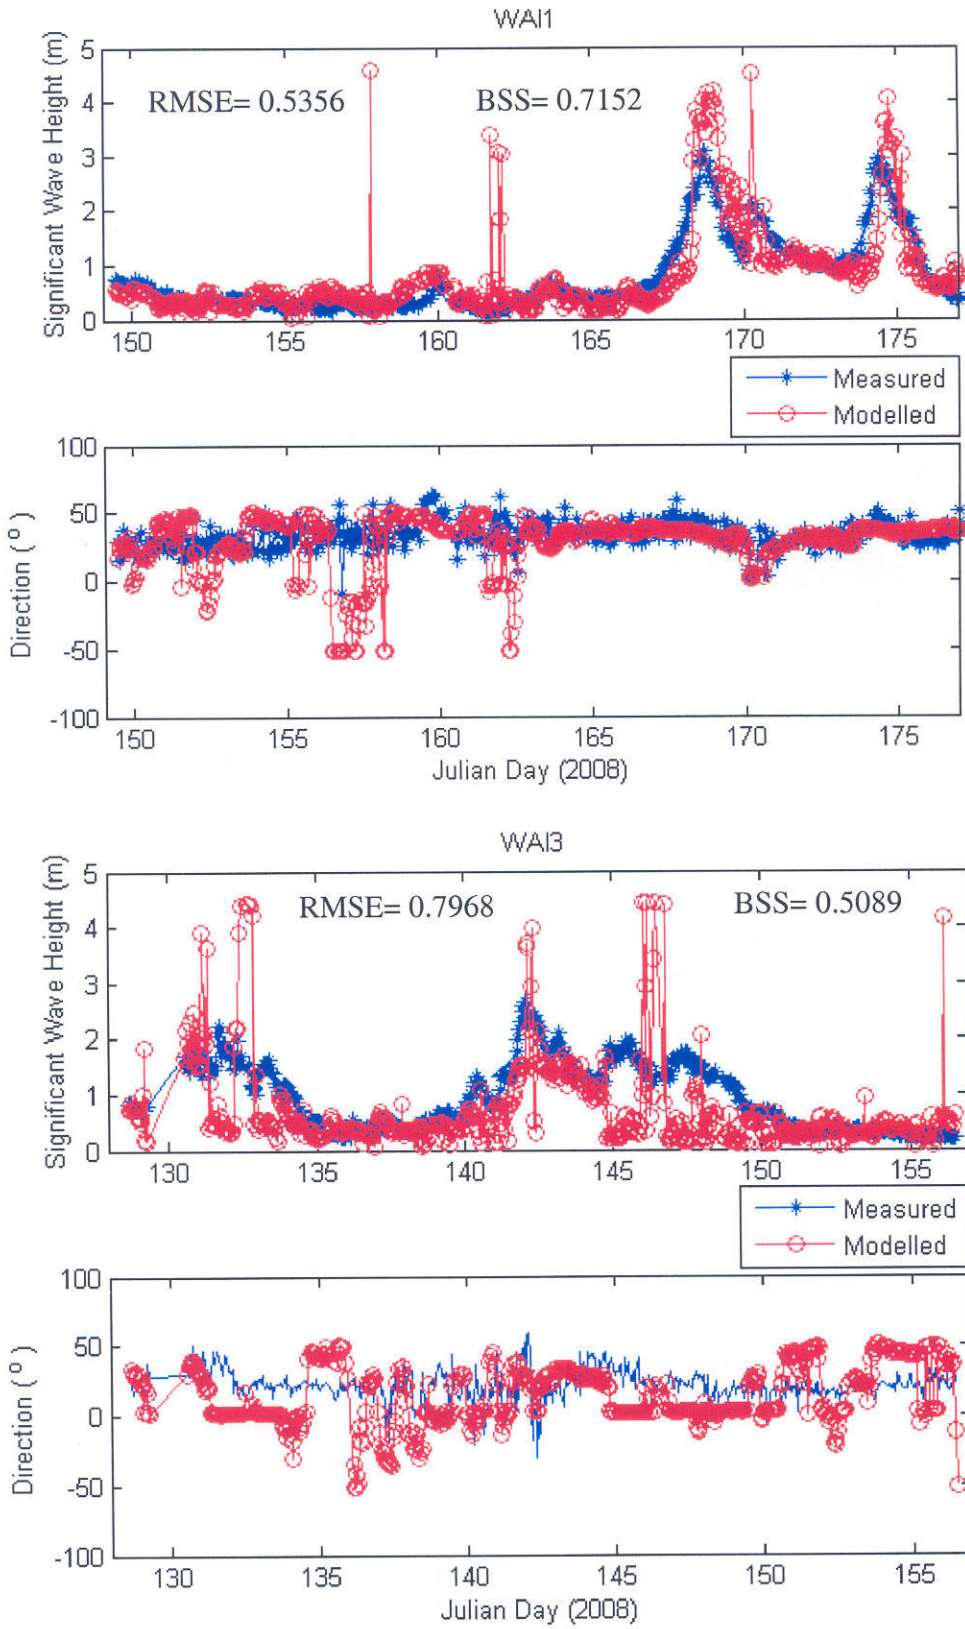 WAI1
Significant Wave Height (m)
5
4
3
2
1
0
RMSE= 0.5356
BSS= 0.7152
150 155 160 165 170 175
Measured
Modelled
Direction ( ° )
100
50
0
-50
-100
150 155 160 165 170 175
Julian Day (2008)
WAI3
Significant Wave Height (m)
5
4
3
2
1
0
RMSE= 0.7968
BSS= 0.5089
130 135 140 145 150 155
Measured
Modelled
Direction ( ° )
100
50
0
-50
-100
130 135 140 145 150 155
Julian Day (2008)